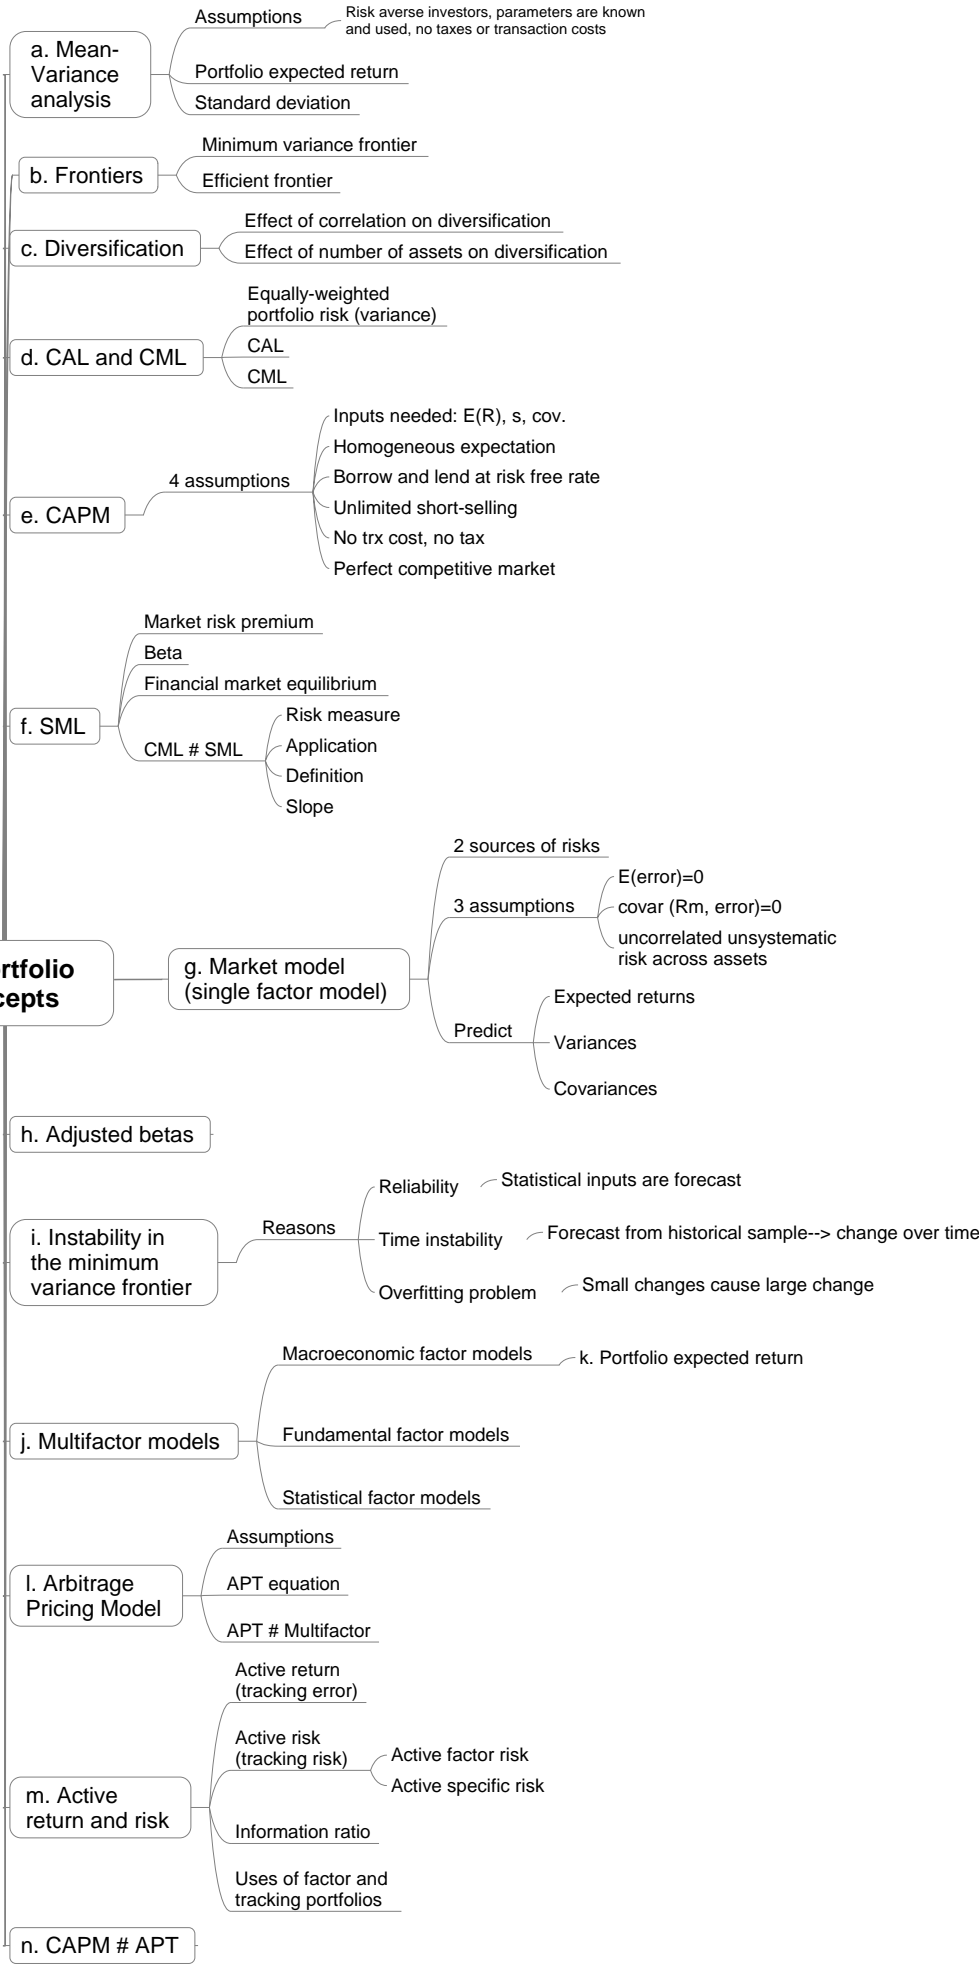 Assumptions
Risk averse investors, parameters are known
and used, no taxes or transaction costs
a. Mean-
Variance
analysis
Portfolio expected return
Standard deviation
Minimum variance frontier
b. Frontiers
Efficient frontier
Effect of correlation on diversification
c. Diversification
Effect of number of assets on diversification
Equally-weighted
portfolio risk (variance)
d. CAL and CML
CAL
CML
Inputs needed: E(R), s, cov.
Homogeneous expectation
4 assumptions
Borrow and lend at risk free rate
e. CAPM
Unlimited short-selling
No trx cost, no tax
Perfect competitive market
Market risk premium
Beta
Financial market equilibrium
f. SML
CML # SML
Risk measure
Application
Definition
Slope
2 sources of risks
3 assumptions
E(error)=0
covar (Rm, error)=0
uncorrelated unsystematic
risk across assets
rtfolio
cepts
g. Market model
(single factor model)
Predict
Expected returns
Variances
Covariances
h. Adjusted betas
i. Instability in
the minimum
variance frontier
Reasons
Reliability
Statistical inputs are forecast
Time instability
Forecast from historical sample--> change over time
Overfitting problem
Small changes cause large change
Macroeconomic factor models
k. Portfolio expected return
j. Multifactor models
Fundamental factor models
Statistical factor models
Assumptions
l. Arbitrage
Pricing Model
APT equation
APT # Multifactor
Active return
(tracking error)
Active risk
(tracking risk)
Active factor risk
Active specific risk
m. Active
return and risk
Information ratio
Uses of factor and
tracking portfolios
n. CAPM # APT